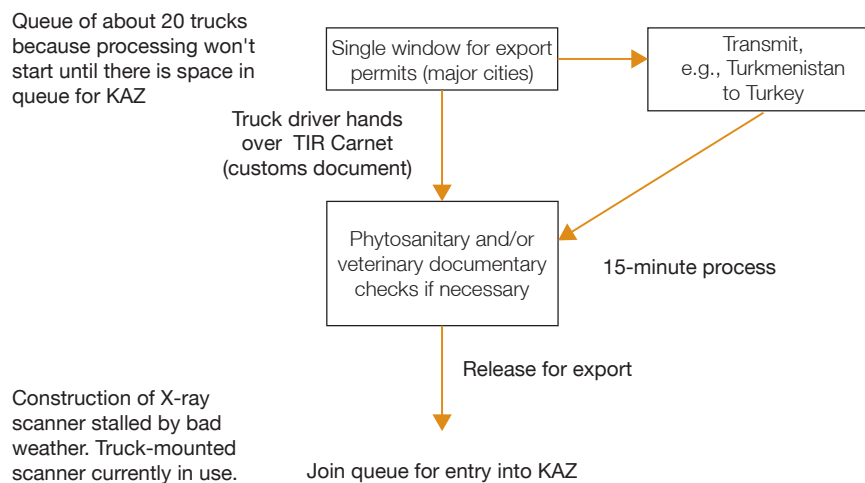 Queue of about 20 trucks
because processing won't
start until there is space in
queue for KAZ
Single window for export
permits (major cities)
Transmit,
e.g., Turkmenistan
to Turkey
Truck driver hands
over TIR Carnet
(customs document)
Phytosanitary and/or
veterinary documentary
checks if necessary
15-minute process
Release for export
Construction of X-ray
scanner stalled by bad
weather. Truck-mounted
scanner currently in use.
Join queue for entry into KAZ